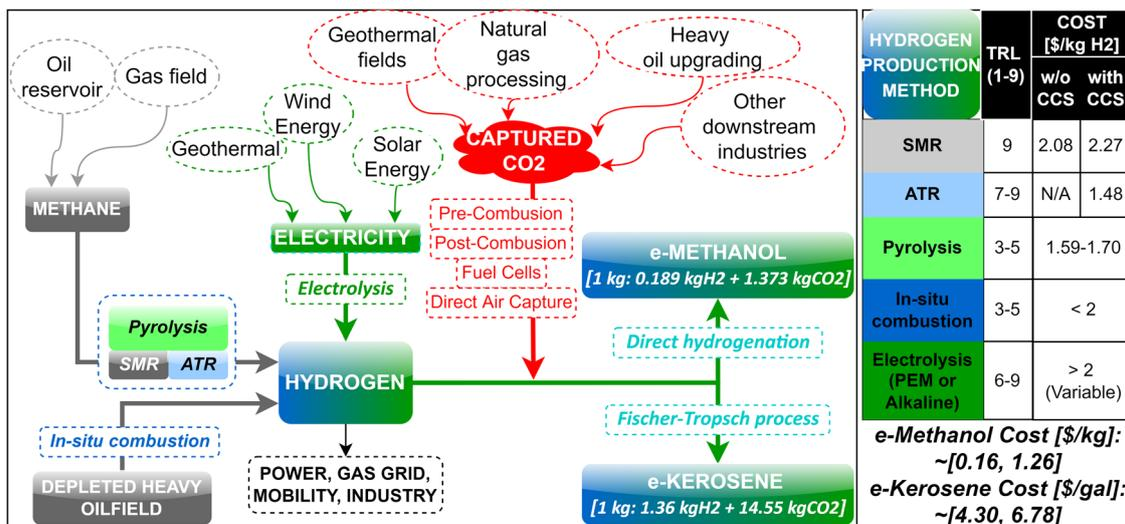 Oil
reservoir
Gas field
Geothermal
fields
Natural
gas
processing
Heavy
oil upgrading
Other
downstream
industries
Wind
Energy
Geothermal
Solar
Energy
CAPTURED
CO2
METHANE
ELECTRICITY
Pre-Combusion
Post-Combusion
Fuel Cells
Direct Air Capture
Electrolysis
e-METHANOL
[1 kg: 0.189 kgH2 + 1.373 kgCO2]
Pyrolysis
SMR
ATR
HYDROGEN
Direct hydrogenation
Fischer-Tropsch process
In-situ combustion
DEPLETED HEAVY
OILFIELD
POWER, GAS GRID,
MOBILITY, INDUSTRY
e-KEROSENE
[1 kg: 1.36 kgH2 + 14.55 kgCO2]
HYDROGEN
PRODUCTION
METHOD
TRL
(1-9)
COST
[$/kg H2]
w/o
CCS
with
CCS
SMR 9 2.08 2.27
ATR 7-9 N/A 1.48
Pyrolysis 3-5 1.59-1.70
In-situ
combustion
3-5 < 2
Electrolysis
(PEM or
Alkaline)
6-9
> 2
(Variable)
e-Methanol Cost [$/kg]:
~[0.16, 1.26]
e-Kerosene Cost [$/gal]:
~[4.30, 6.78]